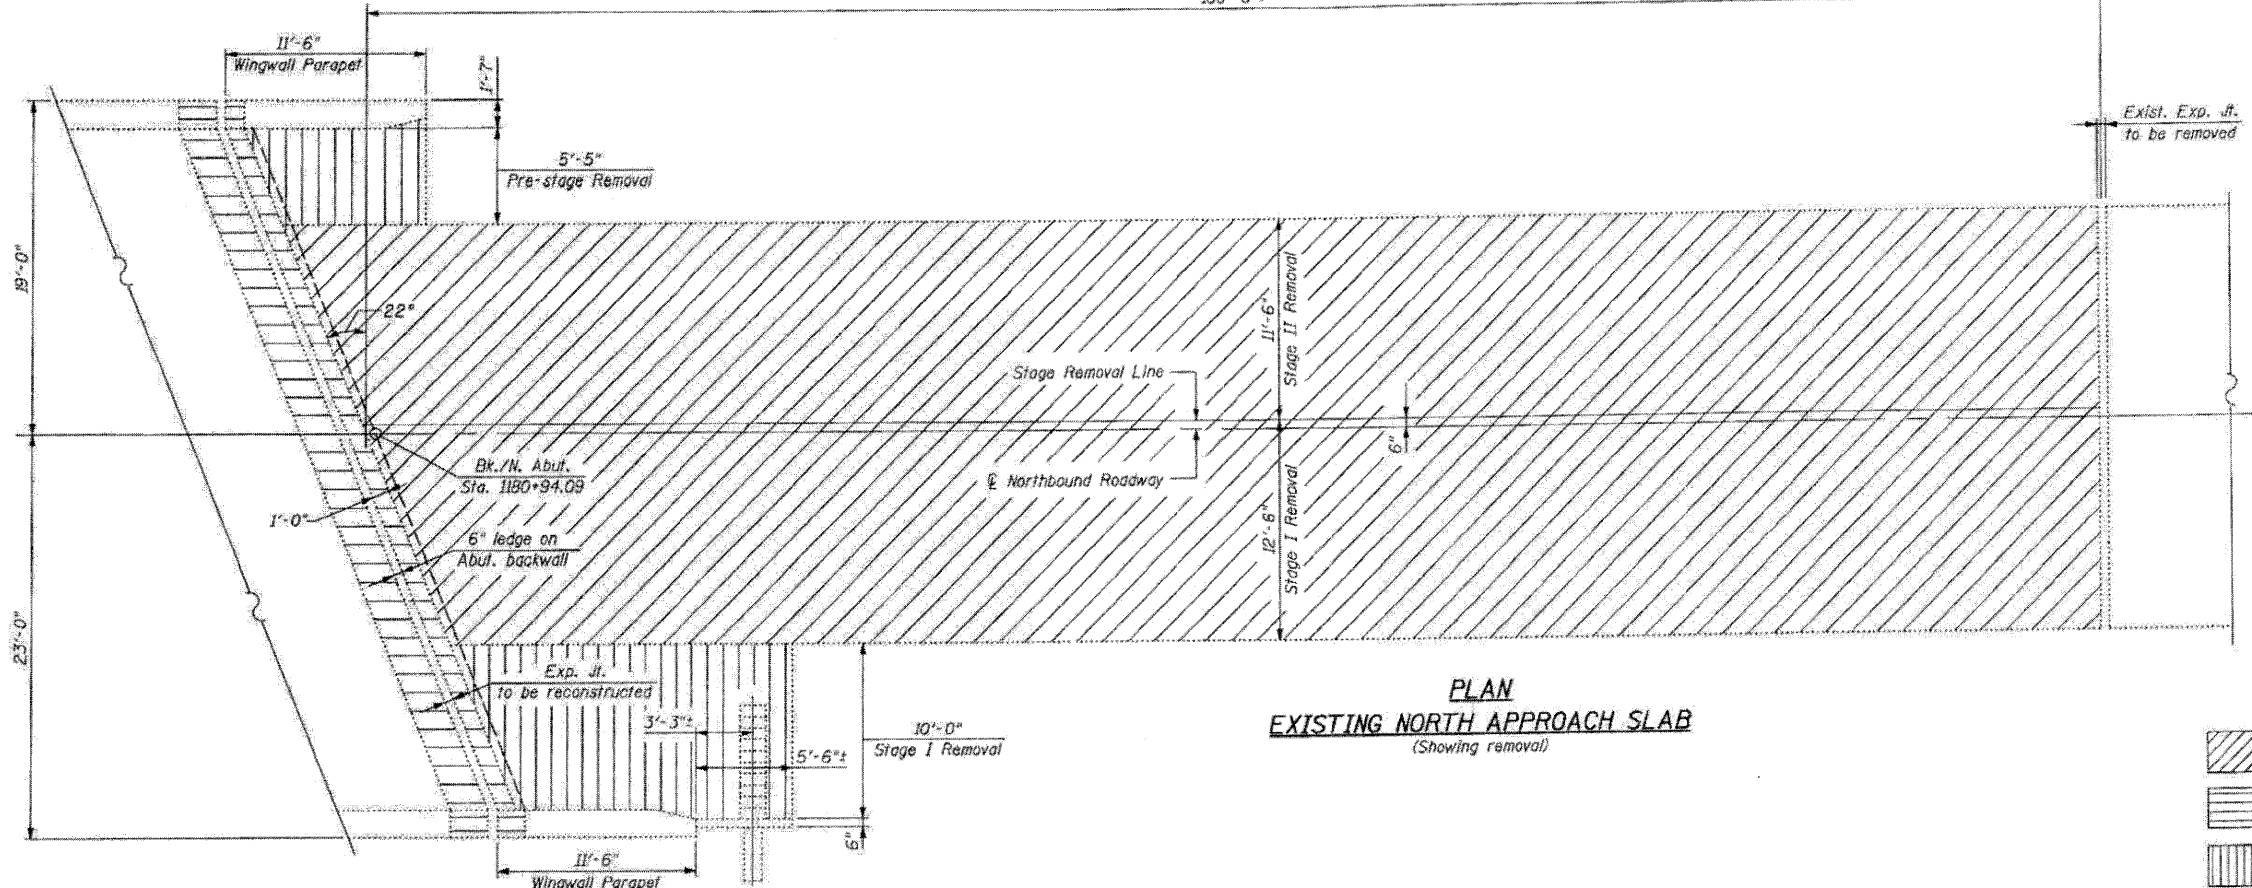 11'-6"
Wingwall Parapet
1'-7"
Exist. Exp. Jt.
to be removed
5'-5"
Pre-stage Removal
19'-0"
22°
11'-6"
Stage II Removal
Stage Removal Line
6"
Bk./N. Abut.
Sta. 1180+94.09
℄ Northbound Roadway
1'-0"
6" ledge on
Abut. backwall
12'-6"
Stage I Removal
23'-0"
Exp. Jt.
to be reconstructed
3'-3"±
5'-6"±
10'-0"
Stage I Removal
6"
11'-6"
Wingwall Parapet
PLAN
EXISTING NORTH APPROACH SLAB
(Showing removal)